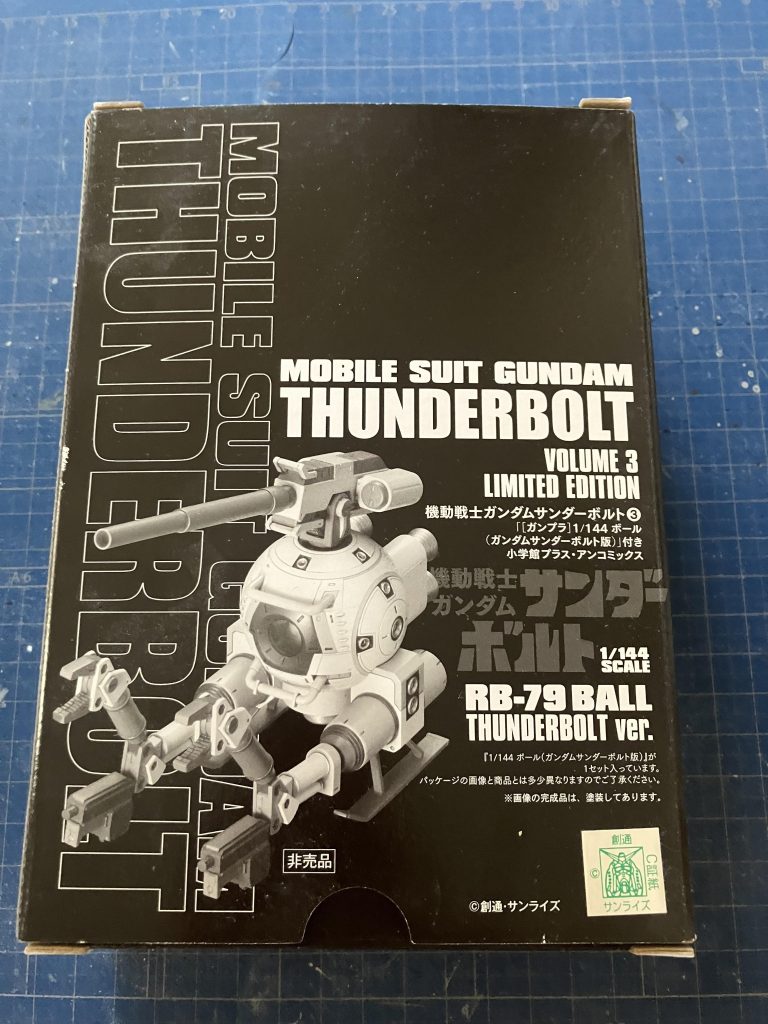 MOBILE SUIT GUNDAM
THUNDERBOLT
MOBILE SUIT GUNDAM
THUNDERBOLT
VOLUME 3
LIMITED EDITION
機動戦士ガンダムサンダーボルト❸
「[ガンプラ]1/144 ボール
(ガンダムサンダーボルト版)」付き
小学館プラス・アンコミックス
機動戦士
ガンダム サンダー
ボルト
1/144
SCALE
RB-79 BALL
THUNDERBOLT ver.
『1/144 ボール(ガンダムサンダーボルト版)』が
1セット入っています。
パッケージの画像と商品とは多少異なりますのでご了承ください。
※画像の完成品は、塗装してあります。
非売品
©創通・サンライズ
創通
©
C証紙
サンライズ
A6